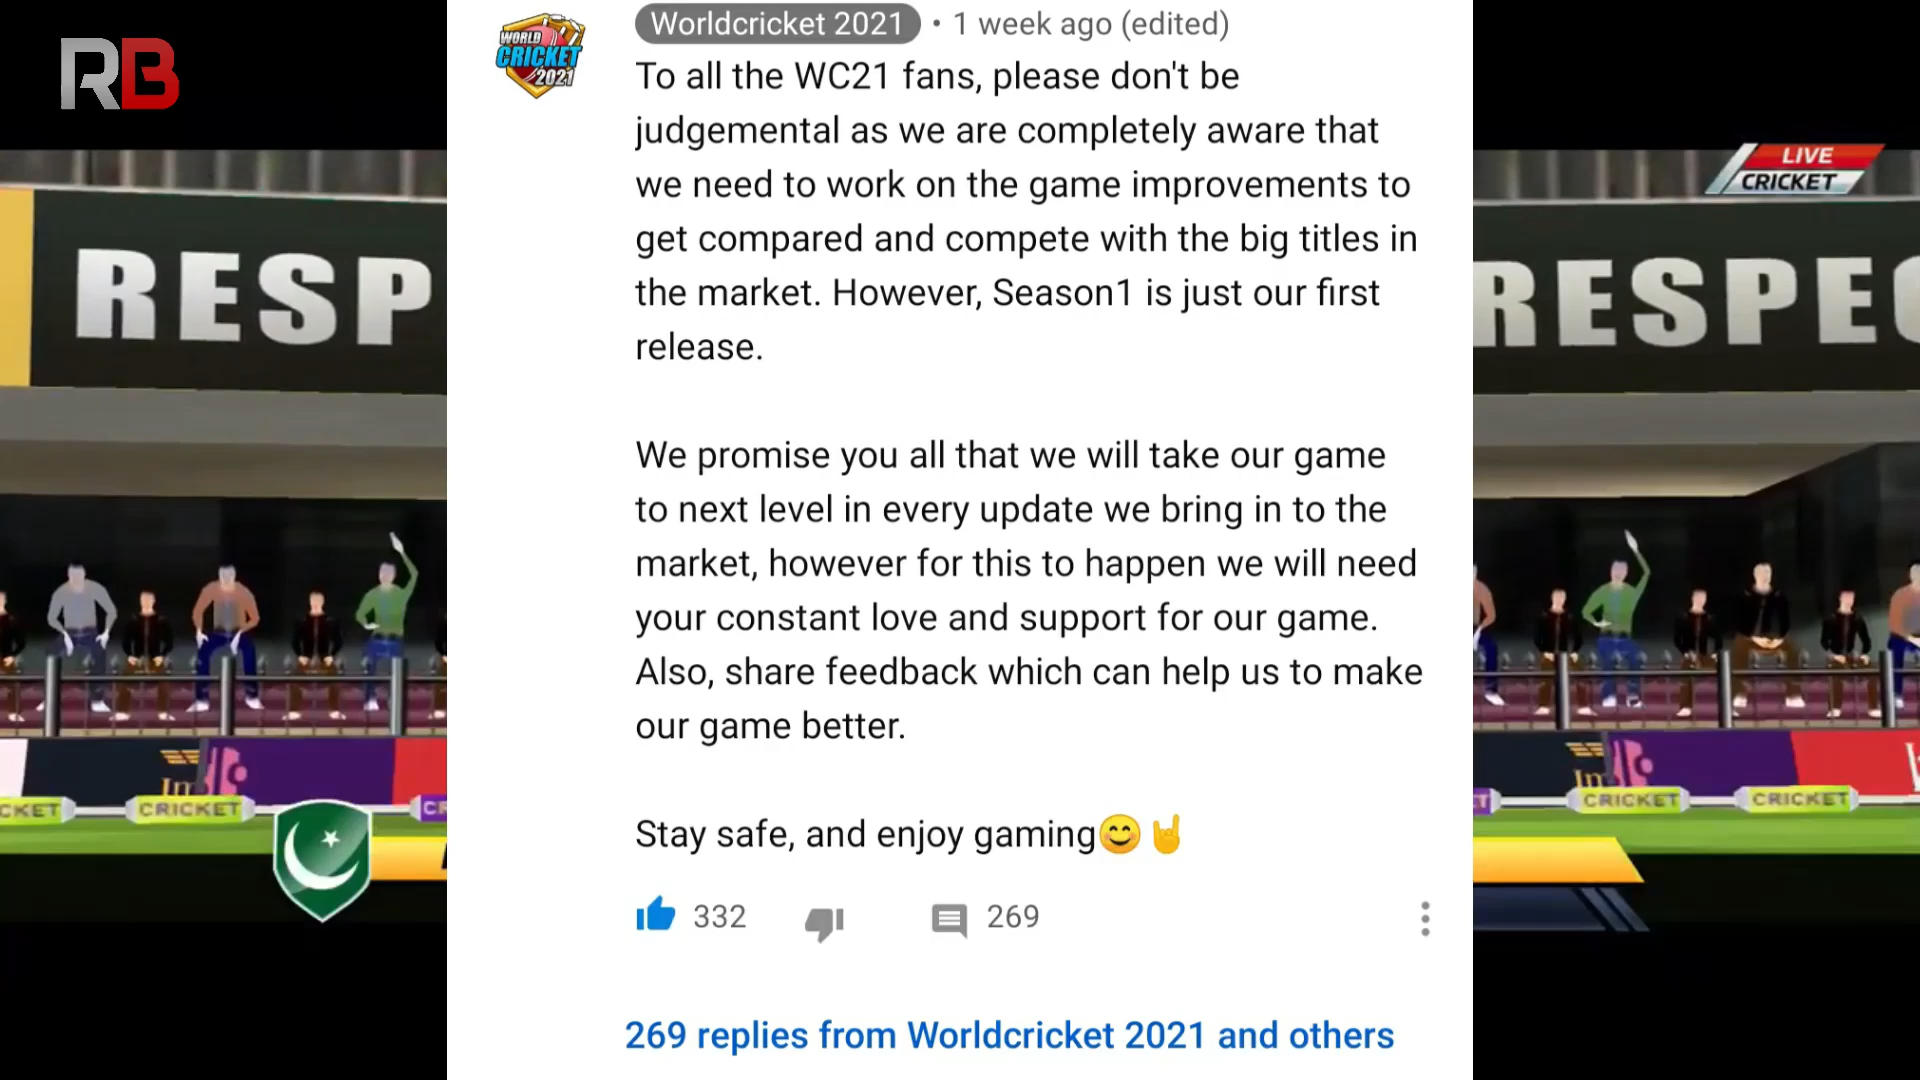 RB
WORLD
CRICKET
2021
Worldcricket 2021 • 1 week ago (edited)
To all the WC21 fans, please don't be
judgemental as we are completely aware that
we need to work on the game improvements to
get compared and compete with the big titles in
the market. However, Season1 is just our first
release.
We promise you all that we will take our game
to next level in every update we bring in to the
market, however for this to happen we will need
your constant love and support for our game.
Also, share feedback which can help us to make
our game better.
Stay safe, and enjoy gaming😊🤘
332
269
269 replies from Worldcricket 2021 and others
LIVE
CRICKET
RESP
RESPEC
CKET
CRICKET
CR
Im
Im
CRICKET
CRICKET